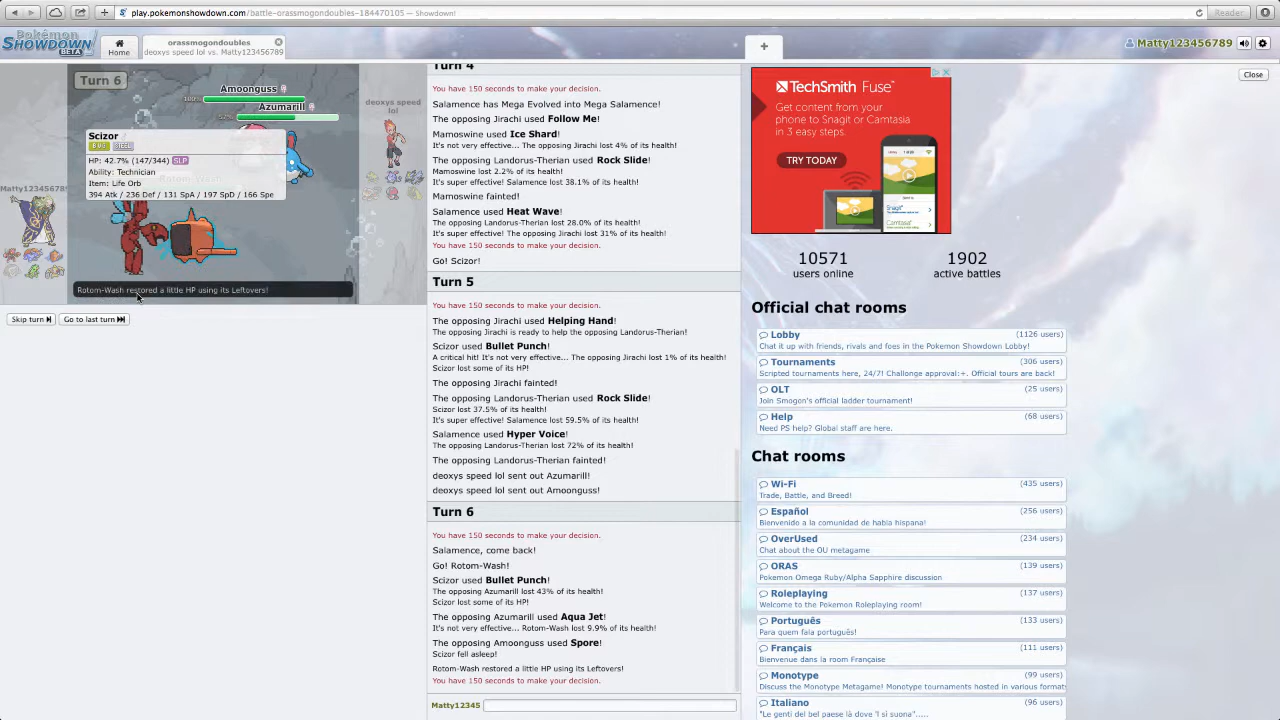 play.pokemonshowdown.com/battle-orassmogondoubles-184470105 — Showdown!
Reader
Pokémon
Showdown
BETA
Home
orassmogondoubles
deoxys speed lol vs. Matty123456789
Matty123456789
Turn 6
Amoonguss
100%
Azumarill
Scizor
BUG STEEL
HP: 42.7% (147/344) SLP
Ability: Technician
Item: Life Orb
394 Atk / 236 Def / 131 SpA / 197 SpD / 166 Spe
deoxys speed
lol
Matty123456789
Rotom-Wash restored a little HP using its Leftovers!
Skip turn
Go to last turn
Turn 4
You have 150 seconds to make your decision.
Salamence has Mega Evolved into Mega Salamence!
The opposing Jirachi used Follow Me!
Mamoswine used Ice Shard!
It's not very effective... The opposing Jirachi lost 4% of its health!
The opposing Landorus-Therian used Rock Slide!
Mamoswine lost 2.2% of its health!
It's super effective! Salamence lost 38.1% of its health!
Mamoswine fainted!
Salamence used Heat Wave!
The opposing Landorus-Therian lost 28.0% of its health!
It's super effective! The opposing Jirachi lost 31% of its health!
You have 150 seconds to make your decision.
Go! Scizor!
Turn 5
You have 150 seconds to make your decision.
The opposing Jirachi used Helping Hand!
The opposing Jirachi is ready to help the opposing Landorus-Therian!
Scizor used Bullet Punch!
A critical hit! It's not very effective... The opposing Jirachi lost 1% of its health!
Scizor lost some of its HP!
The opposing Jirachi fainted!
The opposing Landorus-Therian used Rock Slide!
Scizor lost 37.5% of its health!
It's super effective! Salamence lost 59.5% of its health!
Salamence used Hyper Voice!
The opposing Landorus-Therian lost 72% of its health!
The opposing Landorus-Therian fainted!
deoxys speed lol sent out Azumarill!
deoxys speed lol sent out Amoonguss!
Turn 6
You have 150 seconds to make your decision.
Salamence, come back!
Go! Rotom-Wash!
Scizor used Bullet Punch!
The opposing Azumarill lost 43% of its health!
Scizor lost some of its HP!
The opposing Azumarill used Aqua Jet!
It's not very effective... Rotom-Wash lost 9.9% of its health!
The opposing Amoonguss used Spore!
Scizor fell asleep!
Rotom-Wash restored a little HP using its Leftovers!
You have 150 seconds to make your decision.
Matty12345
Close
TechSmith Fuse™
Get content from your
phone to Snagit or Camtasia
in 3 easy steps.
TRY TODAY
10571
users online
1902
active battles
Official chat rooms
Lobby (1126 users)
Chat it up with friends, rivals and foes in the Pokemon Showdown Lobby!
Tournaments (306 users)
Scripted tournaments here, 24/7! Challonge approval:+. Official tours are back!
OLT (25 users)
Join Smogon's official ladder tournament!
Help (68 users)
Need PS help? Global staff are here.
Chat rooms
Wi-Fi (435 users)
Trade, Battle, and Breed!
Español (256 users)
Bienvenido a la comunidad de habla hispana!
OverUsed (234 users)
Chat about the OU metagame
ORAS (139 users)
Pokemon Omega Ruby/Alpha Sapphire discussion
Roleplaying (137 users)
Welcome to the Pokemon Roleplaying room!
Português (133 users)
Para quem fala português!
Français (111 users)
Bienvenue dans la room Française
Monotype (99 users)
Discuss the Monotype Metagame! Monotype tournaments hosted in various formats
Italiano (96 users)
"Le genti del bel paese là dove 'l sì suona".....